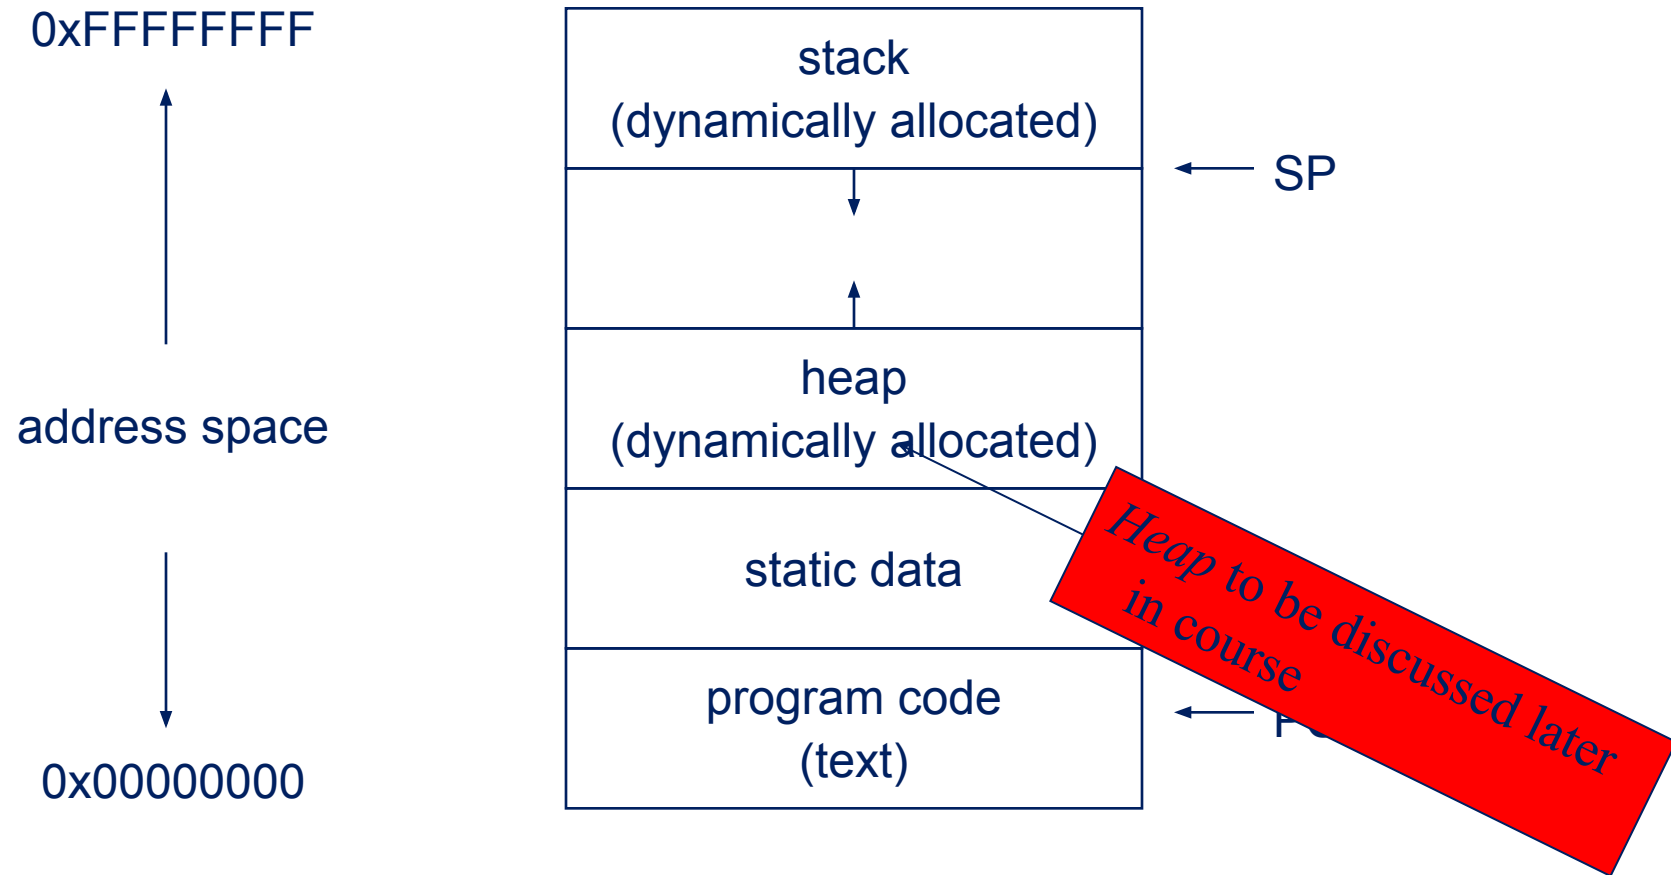 0xFFFFFFFF
stack
(dynamically allocated)
SP
heap
(dynamically allocated)
address space
Heap to be discussed later
in course
static data
program code
(text)
0x00000000